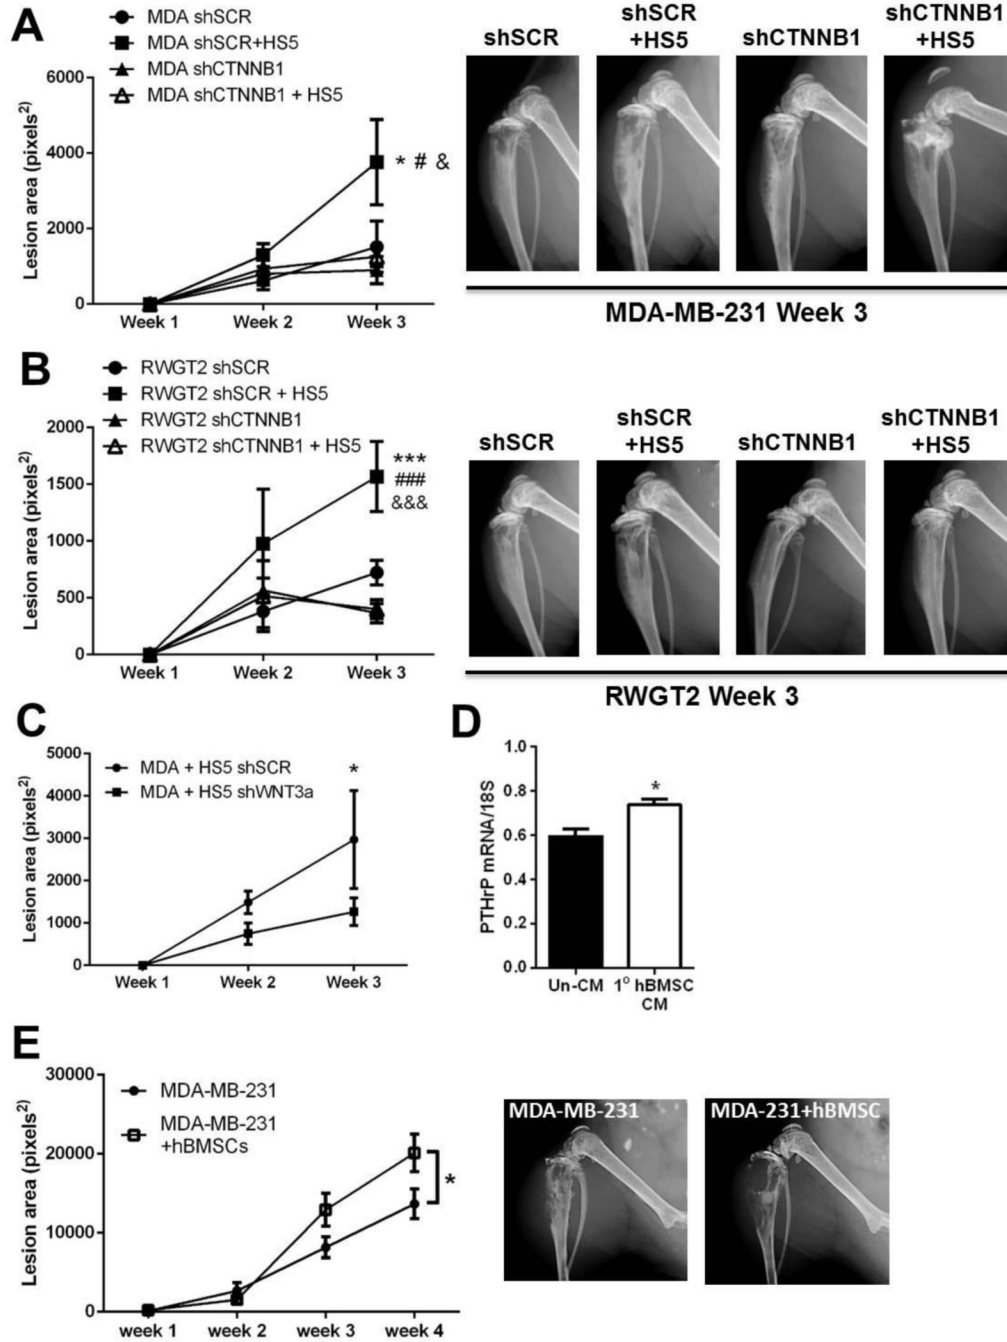 A
MDA shSCR
MDA shSCR+HS5
MDA shCTNNB1
MDA shCTNNB1 + HS5
Lesion area (pixels²)
6000
4000
2000
0
Week 1 Week 2 Week 3
* # &
shSCR
shSCR
+HS5
shCTNNB1
shCTNNB1
+HS5
MDA-MB-231 Week 3
B
RWGT2 shSCR
RWGT2 shSCR + HS5
RWGT2 shCTNNB1
RWGT2 shCTNNB1 + HS5
Lesion area (pixels²)
2000
1500
1000
500
0
Week 1 Week 2 Week 3
***
###
&&&
shSCR
shSCR
+HS5
shCTNNB1
shCTNNB1
+HS5
RWGT2 Week 3
C
MDA + HS5 shSCR
MDA + HS5 shWNT3a
Lesion area (pixels²)
5000
4000
3000
2000
1000
0
Week 1 Week 2 Week 3
*
D
PTHrP mRNA/18S
1.0
0.8
0.6
0.4
0.2
0.0
*
Un-CM 1° hBMSC
CM
E
MDA-MB-231
MDA-MB-231
+hBMSCs
Lesion area (pixels²)
30000
20000
10000
0
week 1 week 2 week 3 week 4
*
MDA-MB-231
MDA-231+hBMSC